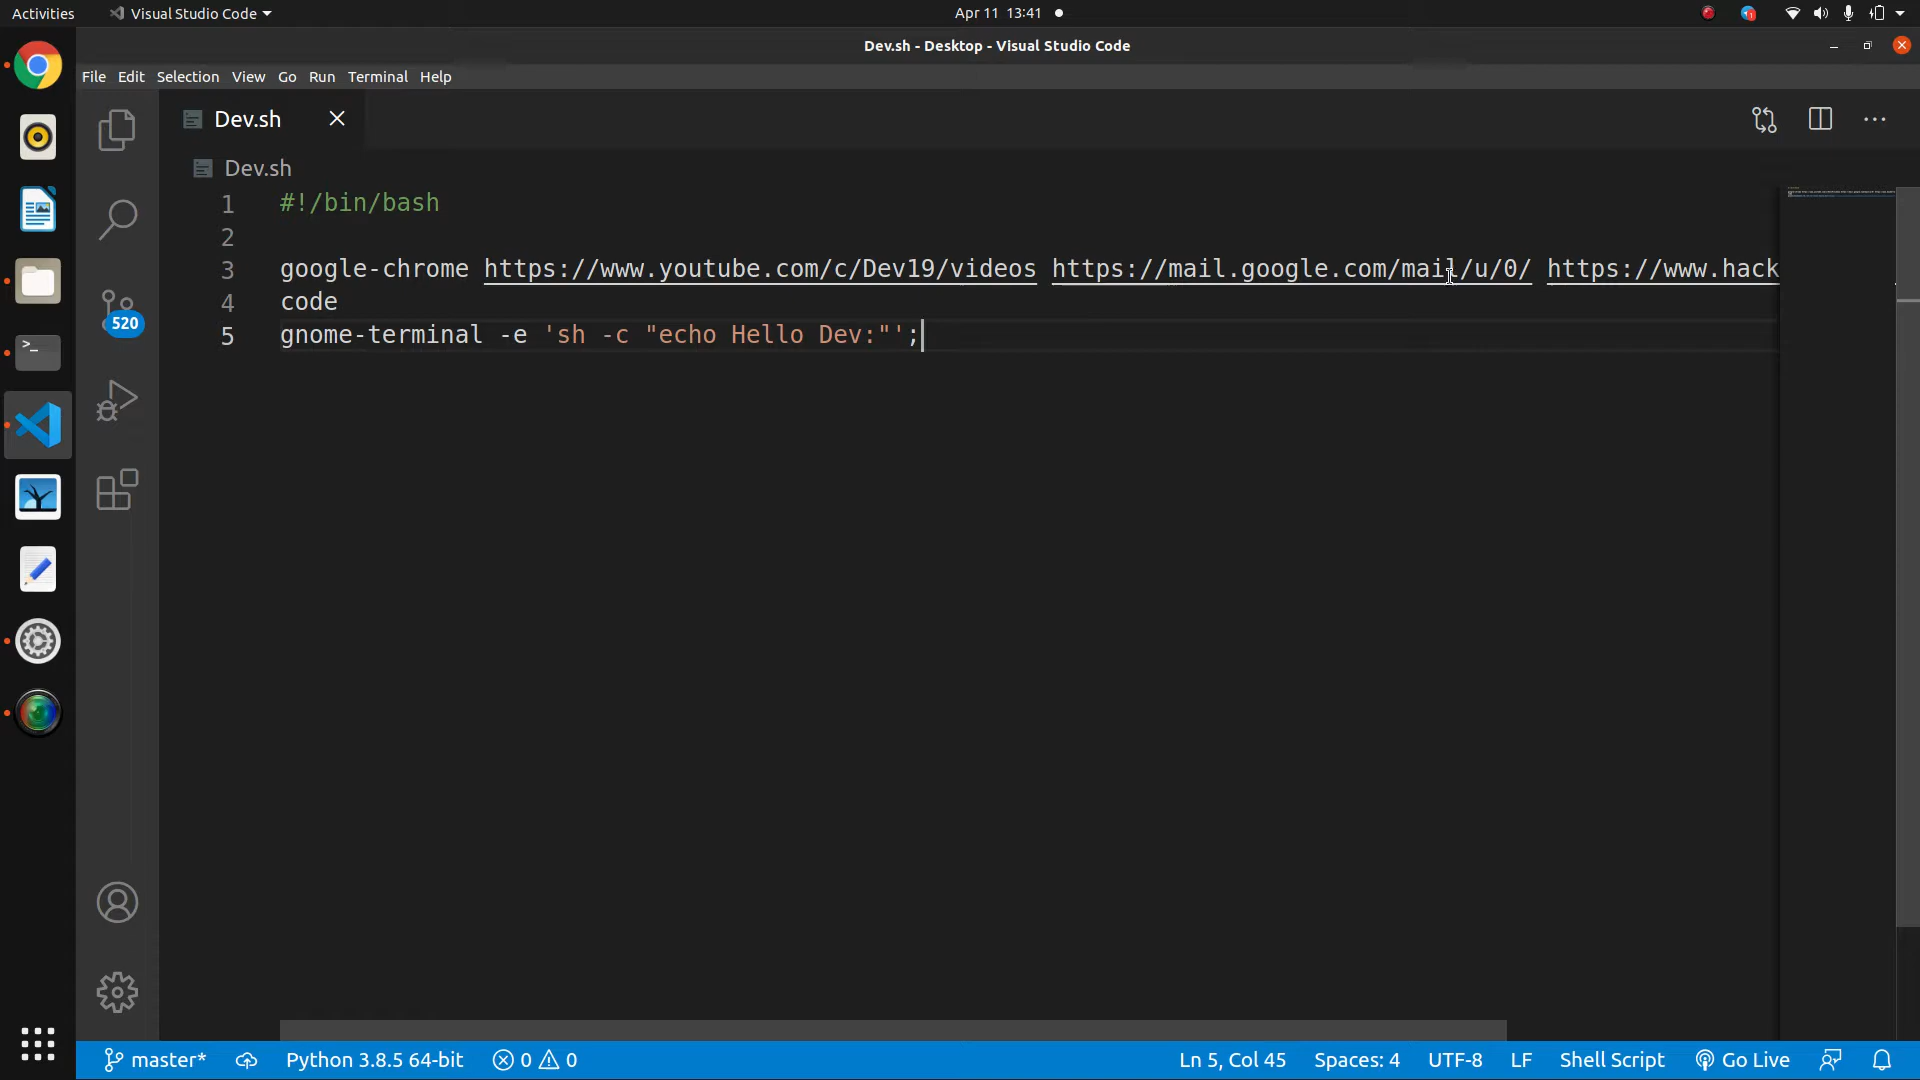 Activities Visual Studio Code Apr 11 13:41
Dev.sh - Desktop - Visual Studio Code
File Edit Selection View Go Run Terminal Help
Dev.sh
Dev.sh
1 #!/bin/bash
2
3 google-chrome https://www.youtube.com/c/Dev19/videos https://mail.google.com/mail/u/0/ https://www.hack
4 code
5 gnome-terminal -e 'sh -c "echo Hello Dev:"';
520
master* Python 3.8.5 64-bit 0 0 Ln 5, Col 45 Spaces: 4 UTF-8 LF Shell Script Go Live